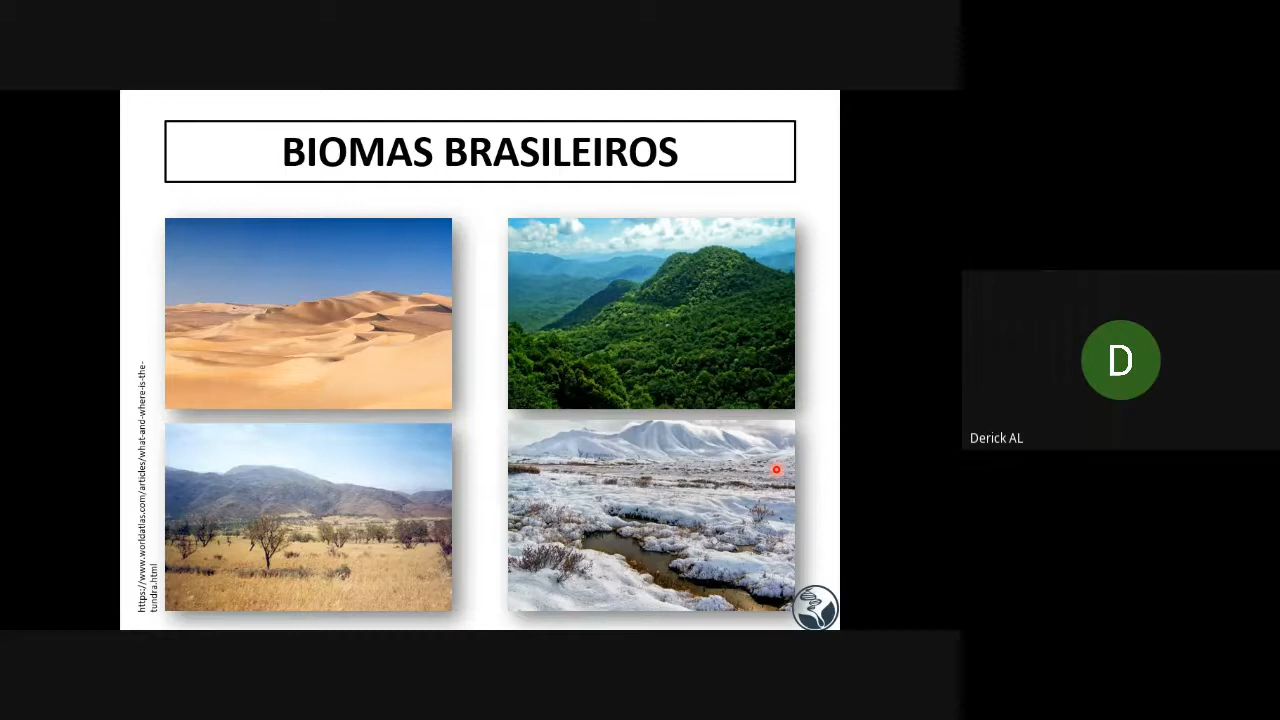 BIOMAS BRASILEIROS
https://www.worldatlas.com/articles/what-and-where-is-the-
tundra.html
D
Derick AL